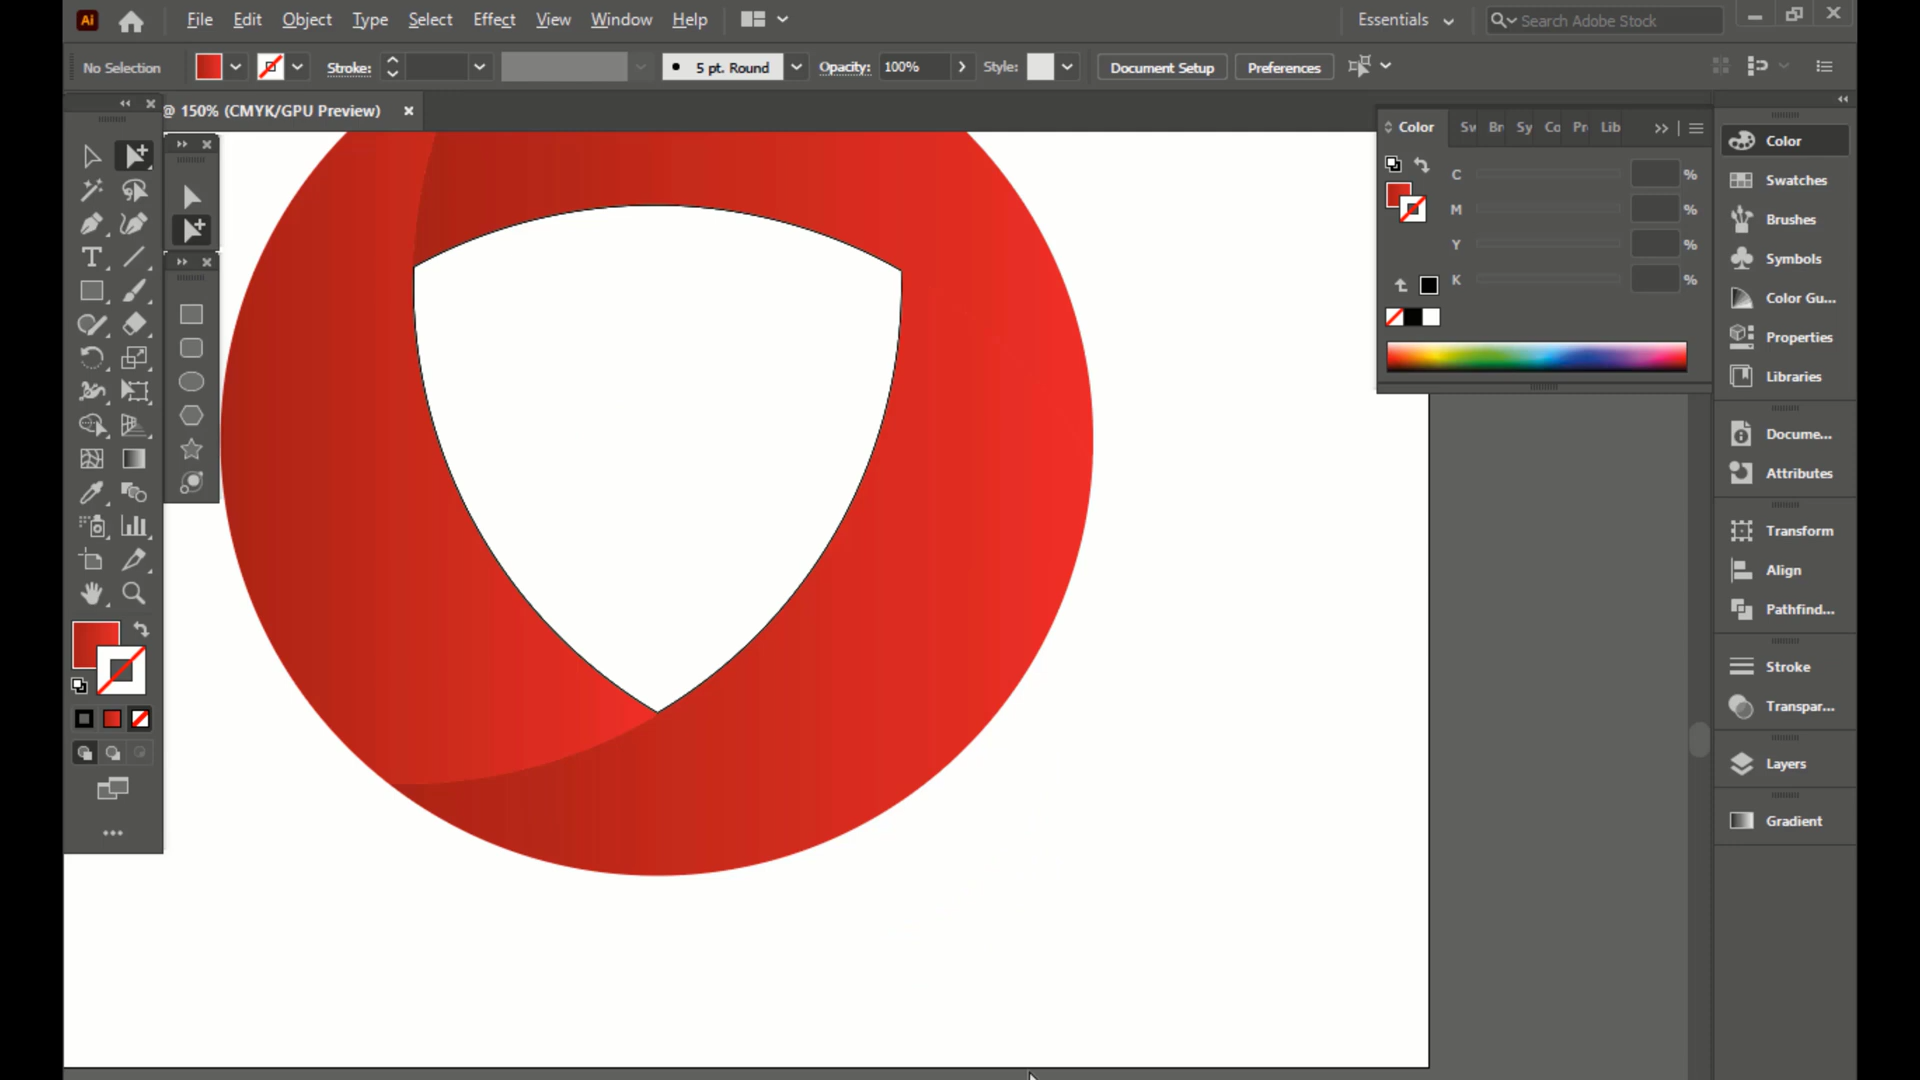 Ai File Edit Object Type Select Effect View Window Help Essentials Search Adobe Stock
No Selection Stroke: 5 pt. Round Opacity: 100% Style: Document Setup Preferences
@ 150% (CMYK/GPU Preview) ×
Color Sw Br Sy Co Pr Lib
C %
M %
Y %
K %
Color
Swatches
Brushes
Symbols
Color Gu...
Properties
Libraries
Docume...
Attributes
Transform
Align
Pathfind...
Stroke
Transpar...
Layers
Gradient